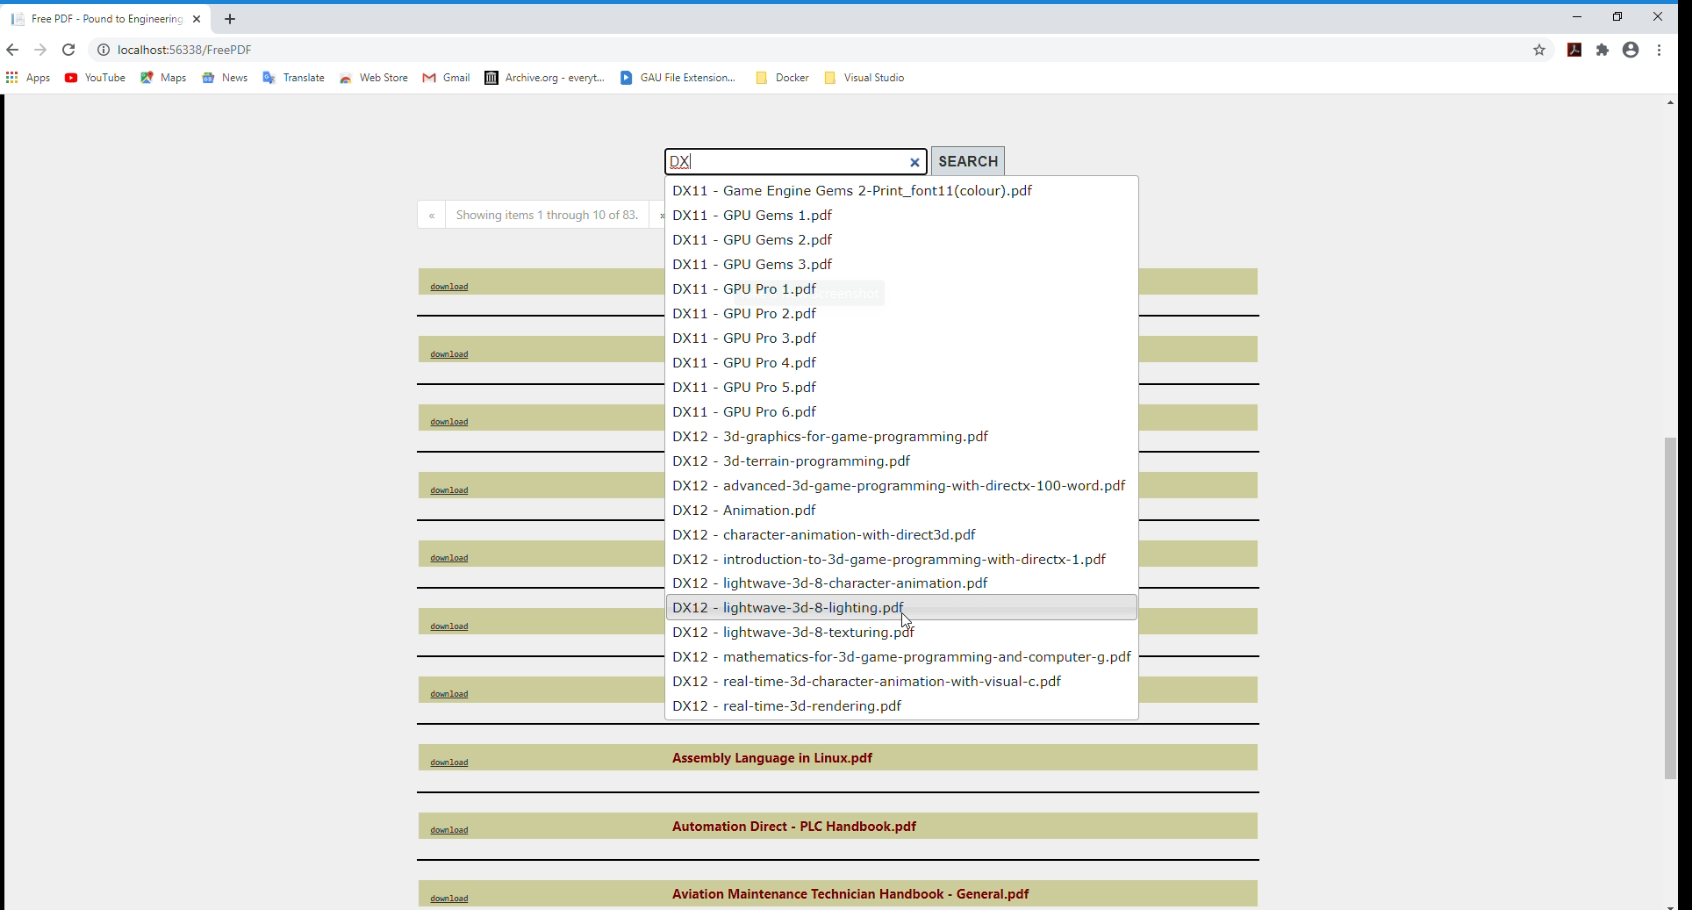 Free PDF - Pound to Engineering
localhost:56338/FreePDF
Apps YouTube Maps News Translate Web Store Gmail Archive.org - everyt... GAU File Extension... Docker Visual Studio
DX SEARCH
« Showing items 1 through 10 of 83. »
DX11 - Game Engine Gems 2-Print_font11(colour).pdf
DX11 - GPU Gems 1.pdf
DX11 - GPU Gems 2.pdf
DX11 - GPU Gems 3.pdf
download
DX11 - GPU Pro 1.pdf
DX11 - GPU Pro 2.pdf
DX11 - GPU Pro 3.pdf
download
DX11 - GPU Pro 4.pdf
DX11 - GPU Pro 5.pdf
DX11 - GPU Pro 6.pdf
download
DX12 - 3d-graphics-for-game-programming.pdf
DX12 - 3d-terrain-programming.pdf
DX12 - advanced-3d-game-programming-with-directx-100-word.pdf
download
DX12 - Animation.pdf
DX12 - character-animation-with-direct3d.pdf
download
DX12 - introduction-to-3d-game-programming-with-directx-1.pdf
DX12 - lightwave-3d-8-character-animation.pdf
DX12 - lightwave-3d-8-lighting.pdf
download
DX12 - lightwave-3d-8-texturing.pdf
DX12 - mathematics-for-3d-game-programming-and-computer-g.pdf
DX12 - real-time-3d-character-animation-with-visual-c.pdf
download
DX12 - real-time-3d-rendering.pdf
download Assembly Language in Linux.pdf
download Automation Direct - PLC Handbook.pdf
download Aviation Maintenance Technician Handbook - General.pdf